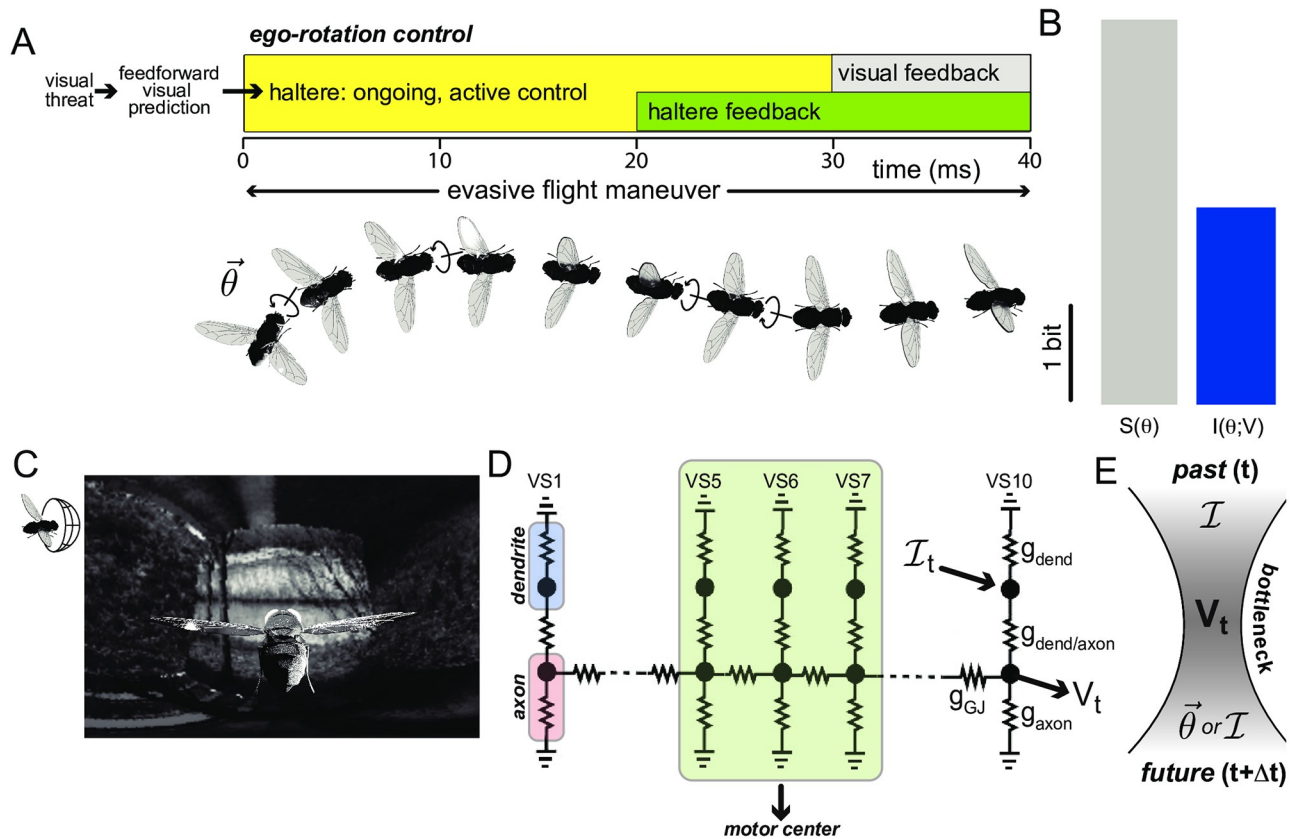 A
ego-rotation control
visual threat
feedforward visual prediction
haltere: ongoing, active control
visual feedback
haltere feedback
0
10
20
30
40
time (ms)
evasive flight maneuver
θ⃗
B
1 bit
S(θ)
I(θ;V)
C
D
VS1
VS5
VS6
VS7
VS10
dendrite
axon
ℐt
gdend
gdend/axon
gGJ
Vt
gaxon
motor center
E
past (t)
ℐ
Vt
bottleneck
θ⃗ or ℐ
future (t+Δt)